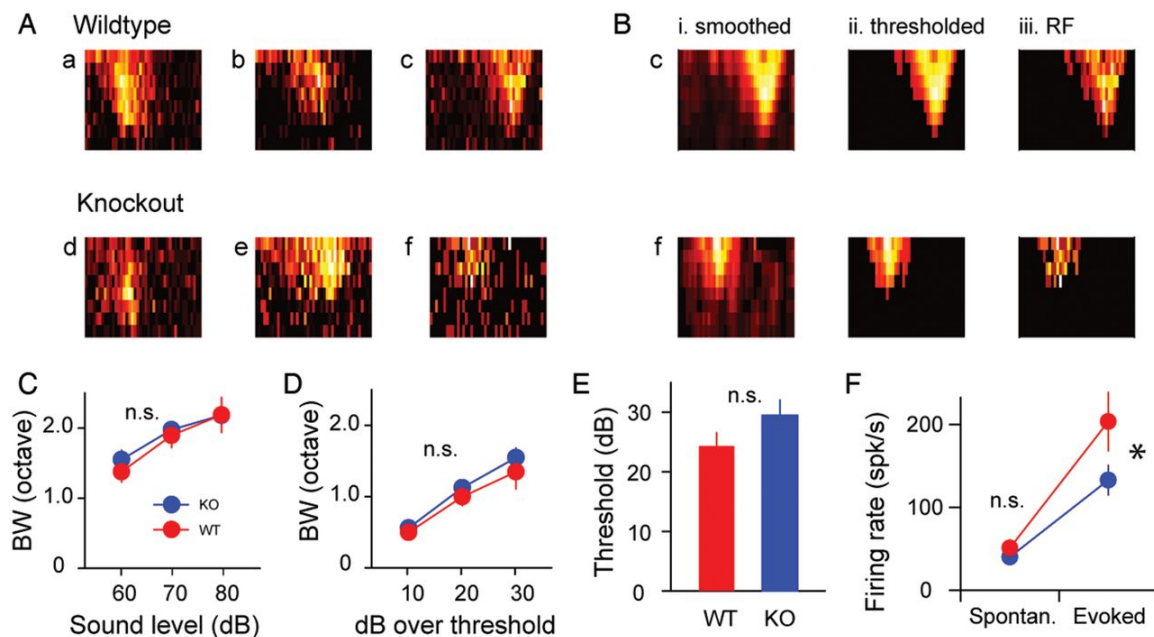 A Wildtype
a b c
Knockout
d e f
B i. smoothed ii. thresholded iii. RF
c
f
C
BW (octave)
2.0
1.0
0
n.s.
KO
WT
60 70 80
Sound level (dB)
D
BW (octave)
2.0
1.0
0
n.s.
10 20 30
dB over threshold
E
Threshold (dB)
30
20
10
0
n.s.
WT KO
F
Firing rate (spk/s)
200
100
0
n.s.
*
Spontan. Evoked